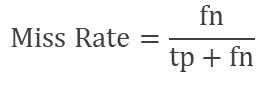 Miss Rate = fn / (tp + fn)